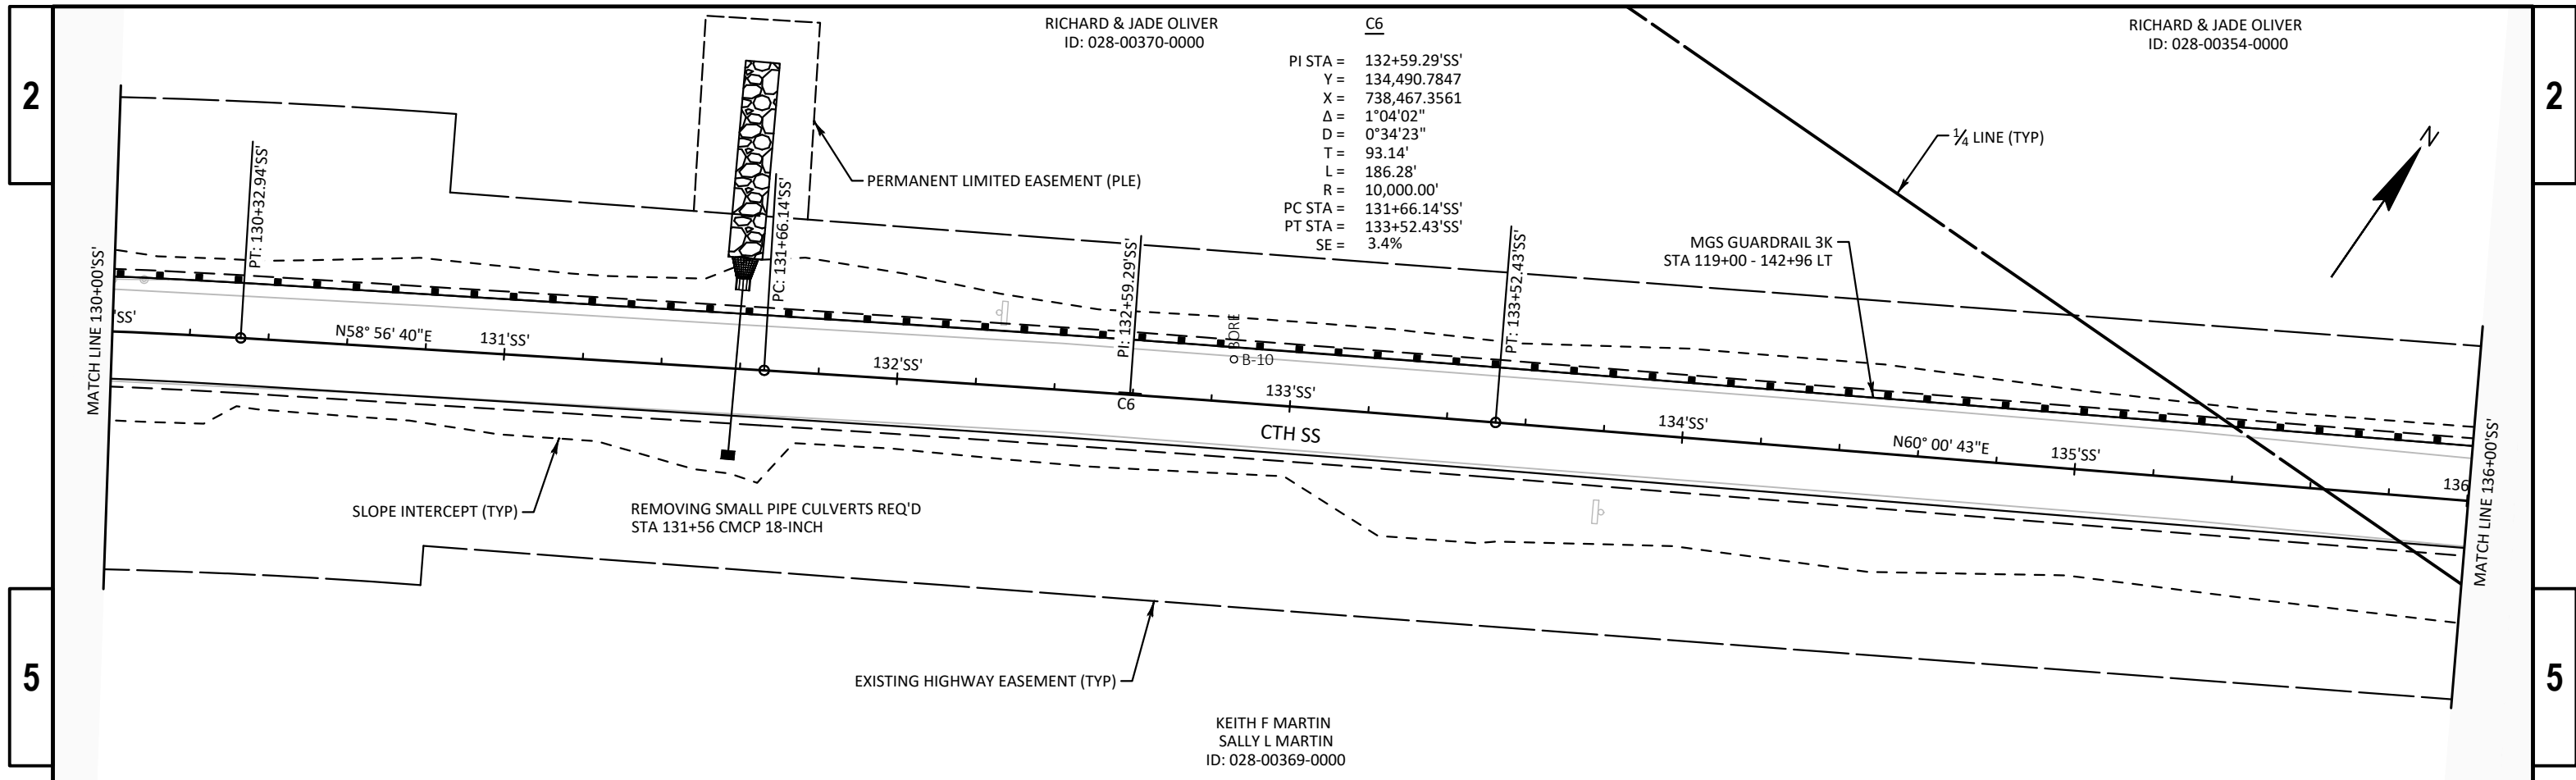 RICHARD & JADE OLIVER
ID: 028-00370-0000
C6
PI STA = 132+59.29'SS'
Y = 134,490.7847
X = 738,467.3561
Δ = 1°04'02"
D = 0°34'23"
T = 93.14'
L = 186.28'
R = 10,000.00'
PC STA = 131+66.14'SS'
PT STA = 133+52.43'SS'
SE = 3.4%
RICHARD & JADE OLIVER
ID: 028-00354-0000
2
2
1/4 LINE (TYP)
N
PERMANENT LIMITED EASEMENT (PLE)
MGS GUARDRAIL 3K
STA 119+00 - 142+96 LT
MATCH LINE 130+00'SS'
PT: 130+32.94'SS'
PC: 131+66.14'SS'
PI: 132+59.29'SS'
PT: 133+52.43'SS'
MATCH LINE 136+00'SS'
'SS'
N58° 56' 40"E
131'SS'
132'SS'
BORE
B-10
133'SS'
C6
CTH SS
134'SS'
N60° 00' 43"E
135'SS'
136
SLOPE INTERCEPT (TYP)
REMOVING SMALL PIPE CULVERTS REQ'D
STA 131+56 CMCP 18-INCH
5
5
EXISTING HIGHWAY EASEMENT (TYP)
KEITH F MARTIN
SALLY L MARTIN
ID: 028-00369-0000